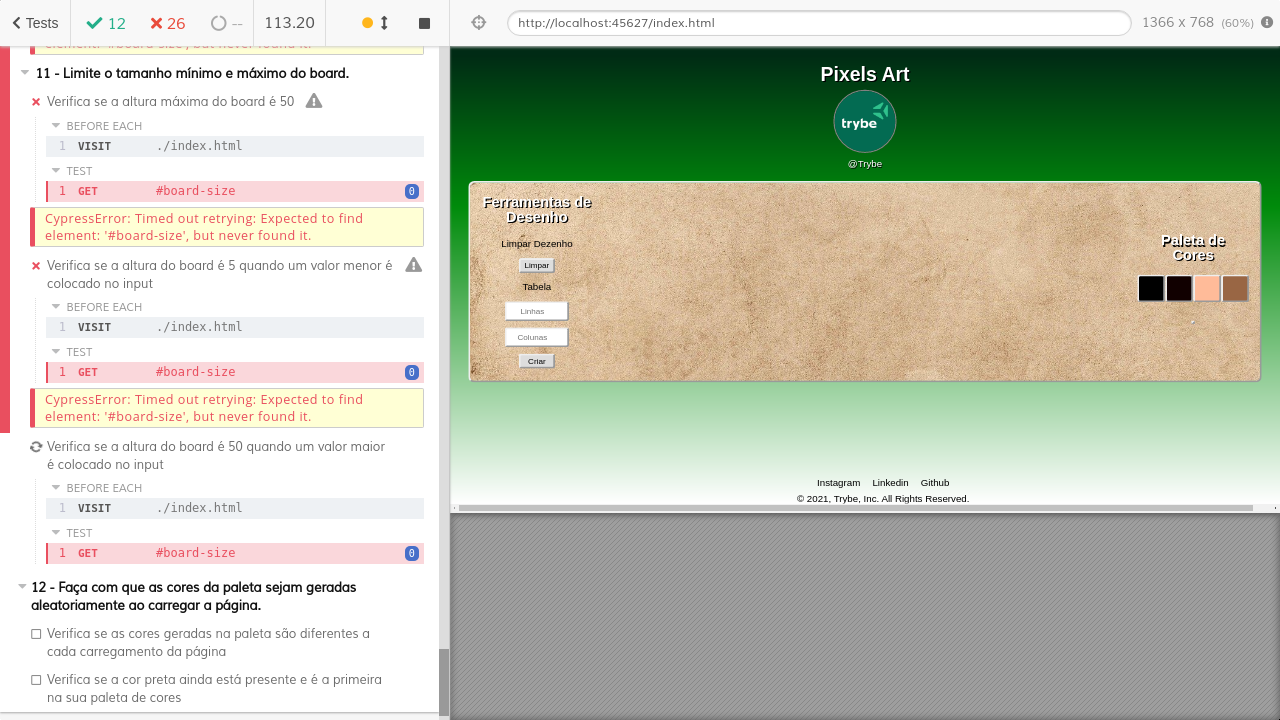 Tests
12
26
--
113.20
http://localhost:45627/index.html
1366 x 768 (60%)
element: '#board-size', but never found it.
11 - Limite o tamanho mínimo e máximo do board.
Verifica se a altura máxima do board é 50
BEFORE EACH
1 VISIT ./index.html
TEST
1 GET #board-size 0
CypressError: Timed out retrying: Expected to find
element: '#board-size', but never found it.
Verifica se a altura do board é 5 quando um valor menor é
colocado no input
BEFORE EACH
1 VISIT ./index.html
TEST
1 GET #board-size 0
CypressError: Timed out retrying: Expected to find
element: '#board-size', but never found it.
Verifica se a altura do board é 50 quando um valor maior
é colocado no input
BEFORE EACH
1 VISIT ./index.html
TEST
1 GET #board-size 0
12 - Faça com que as cores da paleta sejam geradas
aleatoriamente ao carregar a página.
Verifica se as cores geradas na paleta são diferentes a
cada carregamento da página
Verifica se a cor preta ainda está presente e é a primeira
na sua paleta de cores
Pixels Art
trybe
@Trybe
Ferramentas de
Desenho
Limpar Dezenho
Limpar
Tabela
Linhas
Colunas
Criar
Paleta de
Cores
Instagram Linkedin Github
© 2021, Trybe, Inc. All Rights Reserved.